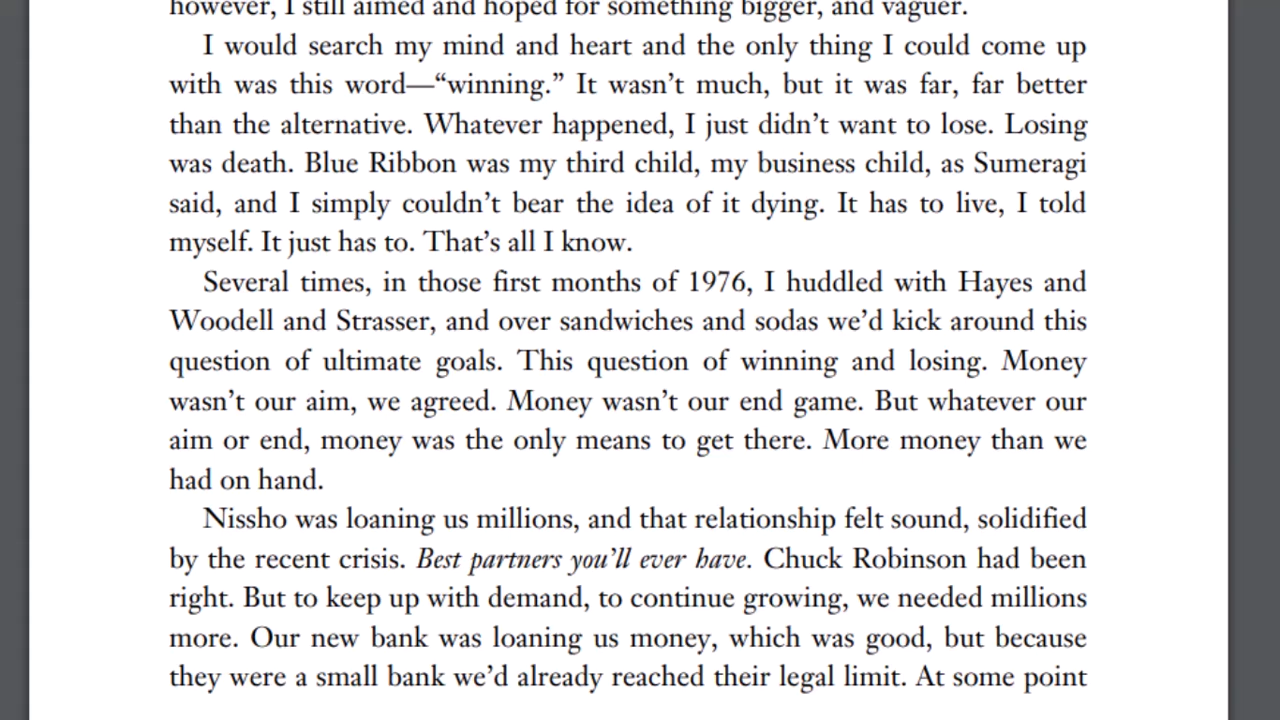 however, I still aimed and hoped for something bigger, and vaguer.
I would search my mind and heart and the only thing I could come up
with was this word—“winning.” It wasn’t much, but it was far, far better
than the alternative. Whatever happened, I just didn’t want to lose. Losing
was death. Blue Ribbon was my third child, my business child, as Sumeragi
said, and I simply couldn’t bear the idea of it dying. It has to live, I told
myself. It just has to. That’s all I know.
Several times, in those first months of 1976, I huddled with Hayes and
Woodell and Strasser, and over sandwiches and sodas we’d kick around this
question of ultimate goals. This question of winning and losing. Money
wasn’t our aim, we agreed. Money wasn’t our end game. But whatever our
aim or end, money was the only means to get there. More money than we
had on hand.
Nissho was loaning us millions, and that relationship felt sound, solidified
by the recent crisis. Best partners you’ll ever have. Chuck Robinson had been
right. But to keep up with demand, to continue growing, we needed millions
more. Our new bank was loaning us money, which was good, but because
they were a small bank we’d already reached their legal limit. At some point